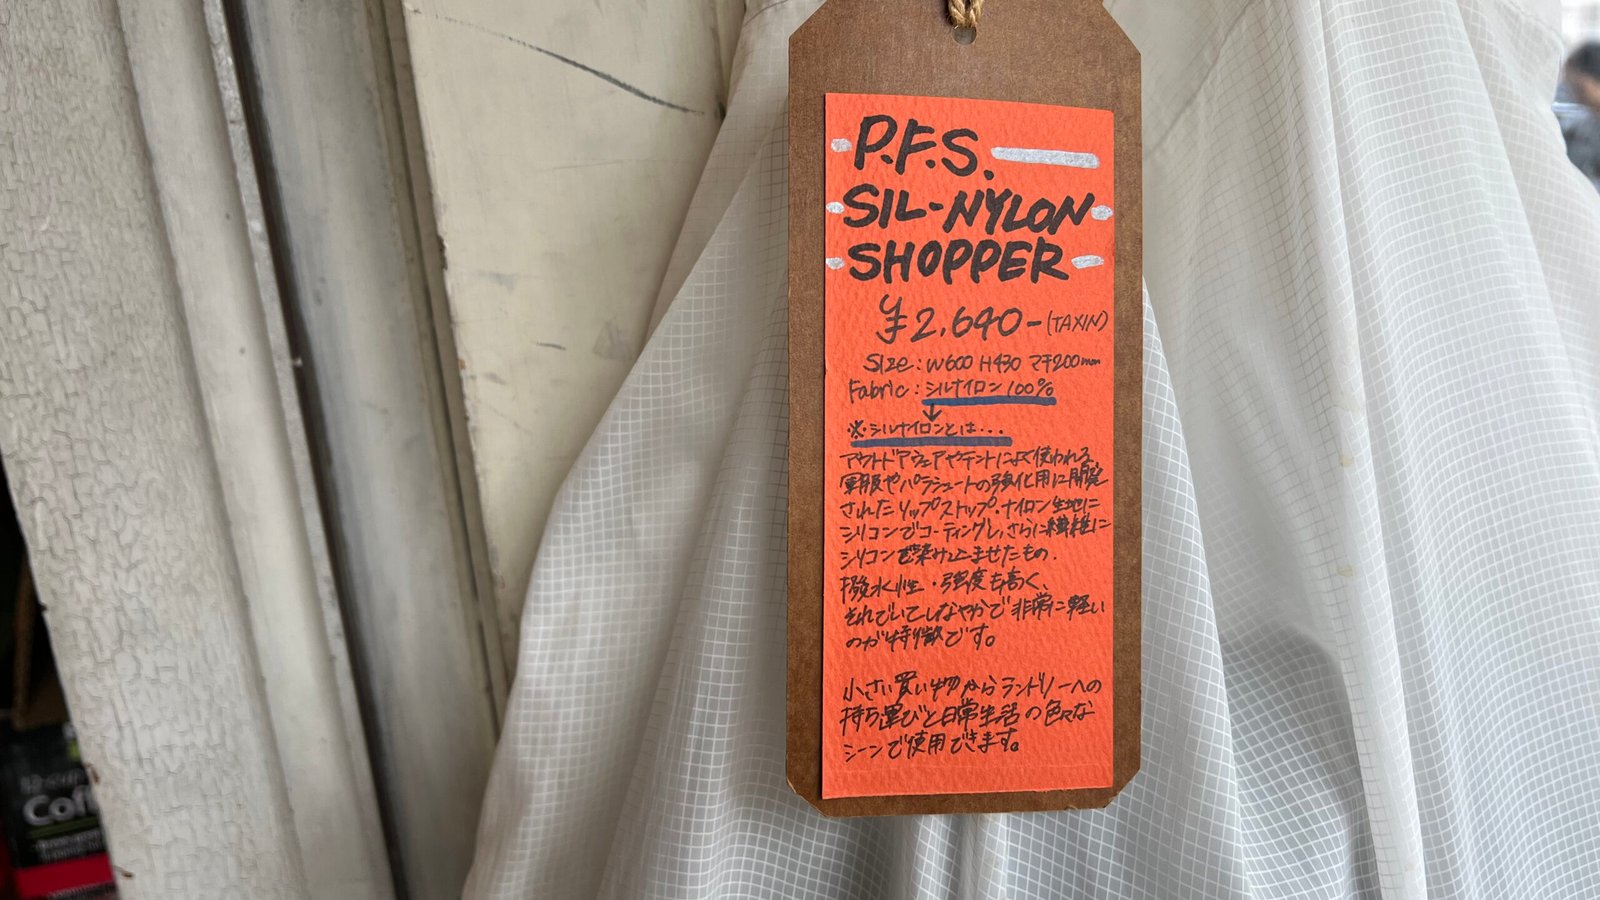 P.F.S.
SIL-NYLON
SHOPPER
¥2,640-(TAXIN)
Size: W600 H430 マチ200mm
Fabric: シルナイロン100%
↓
※シルナイロンとは...
アウトドアウェアやテントによく使われる、
軍服やパラシュートの強化用に開発
されたリップストップ・ナイロン生地に
シリコンでコーティングし、さらに繊維に
シリコンで染み込ませたもの.
撥水性・強度も高く、
それでいてしなやかで非常に軽い
のが特徴です。
小さい買い物からランドリーへの
持ち運びと日常生活の色々な
シーンで使用できます。
12-cup
Coff